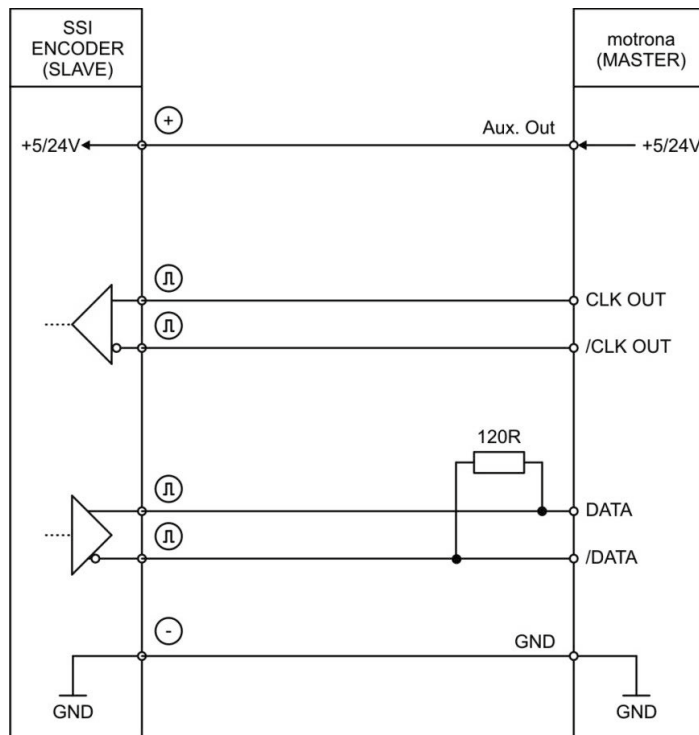 SSI
ENCODER
(SLAVE)
motrona
(MASTER)
+
Aux. Out
+5/24V
+5/24V
CLK OUT
/CLK OUT
120R
DATA
/DATA
-
GND
GND
GND